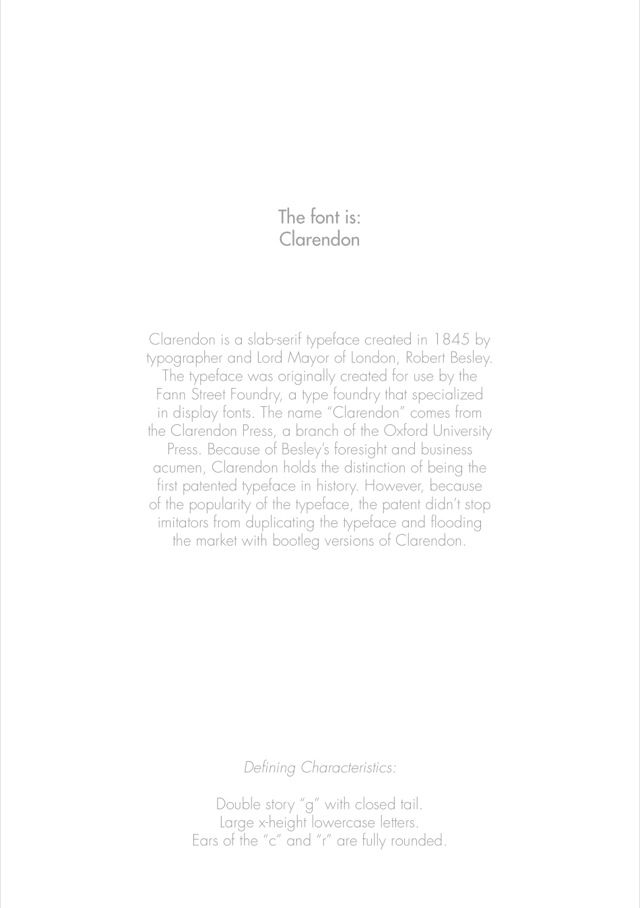 The font is:
Clarendon
Clarendon is a slab-serif typeface created in 1845 by
typographer and Lord Mayor of London, Robert Besley.
The typeface was originally created for use by the
Fann Street Foundry, a type foundry that specialized
in display fonts. The name “Clarendon” comes from
the Clarendon Press, a branch of the Oxford University
Press. Because of Besley’s foresight and business
acumen, Clarendon holds the distinction of being the
first patented typeface in history. However, because
of the popularity of the typeface, the patent didn’t stop
imitators from duplicating the typeface and flooding
the market with bootleg versions of Clarendon.
Defining Characteristics:
Double story “g” with closed tail.
Large x-height lowercase letters.
Ears of the “c” and “r” are fully rounded.